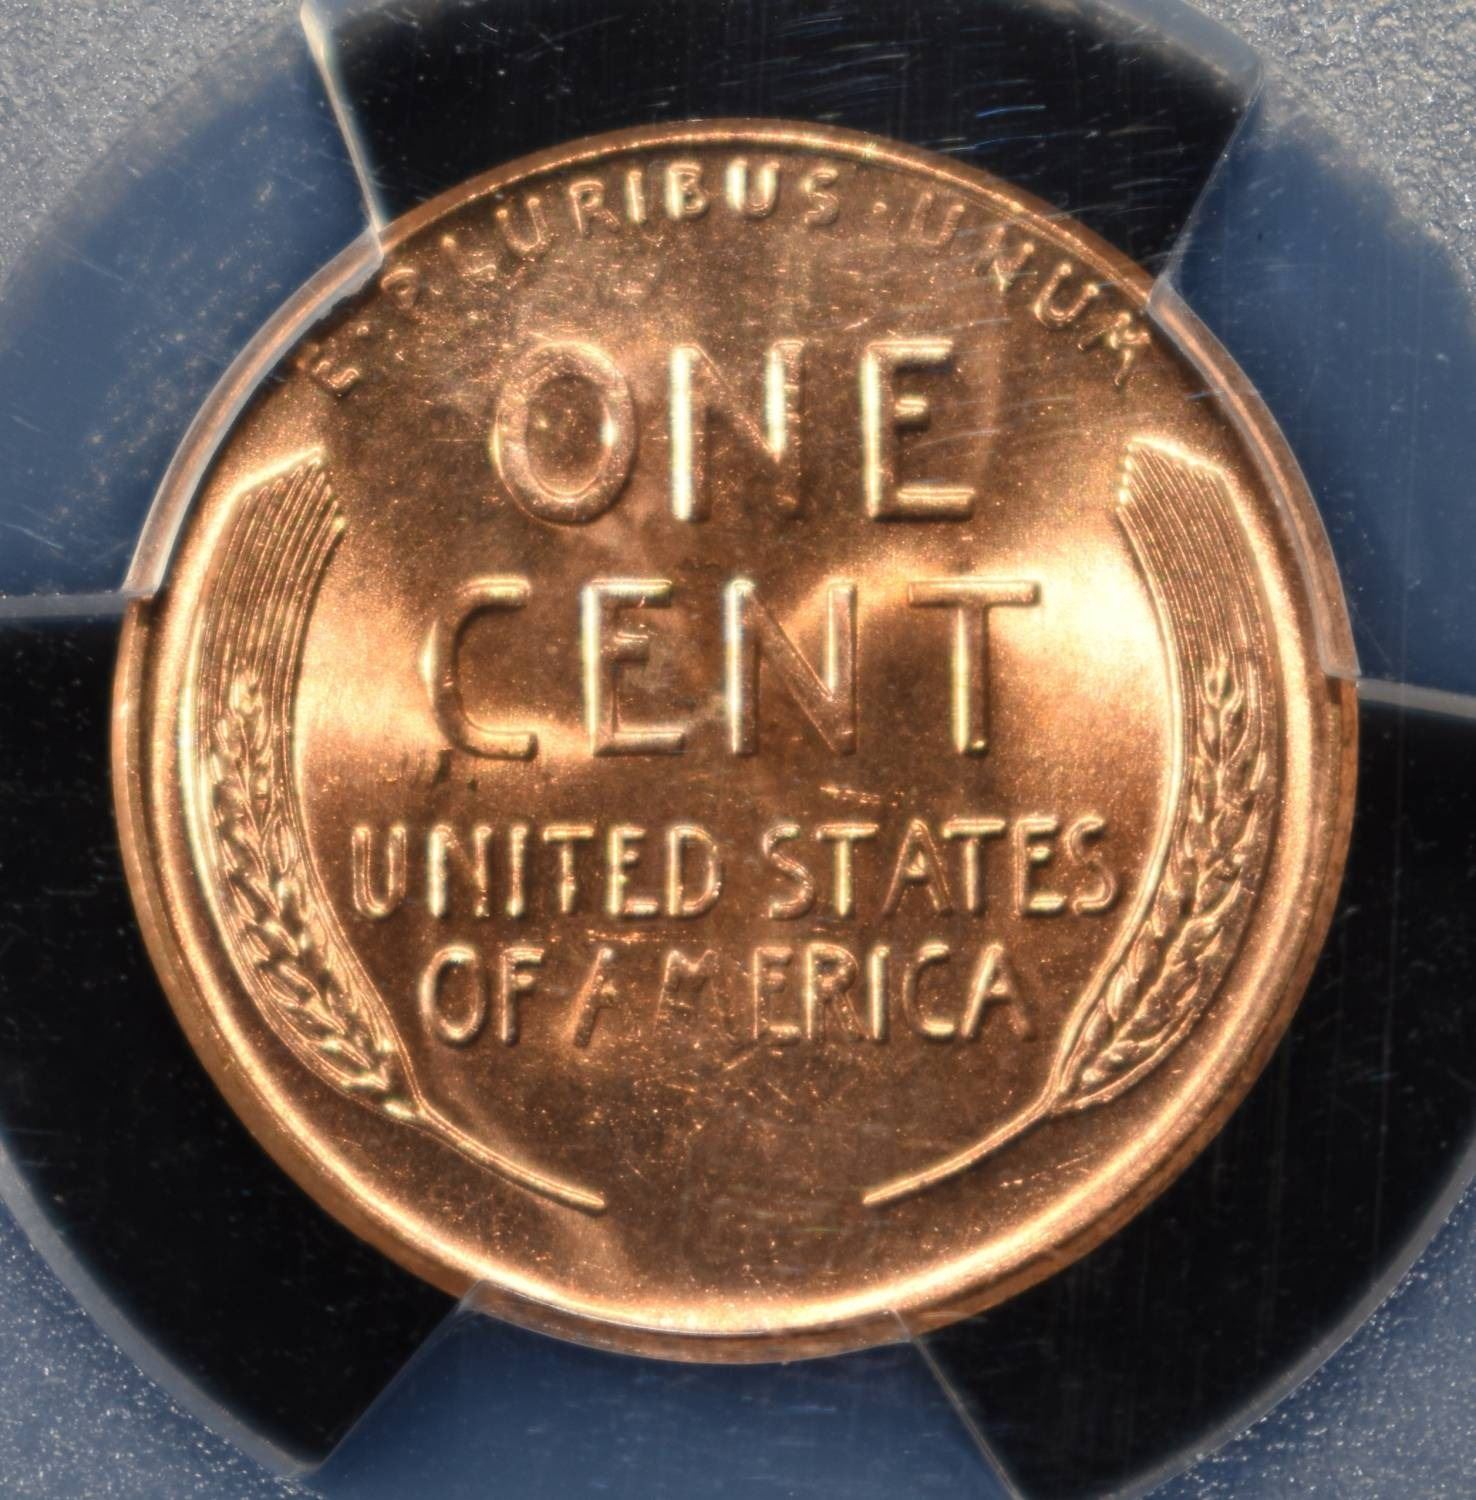 E·PLURIBUS·UNUM
ONE
CENT
UNITED STATES
OF AMERICA